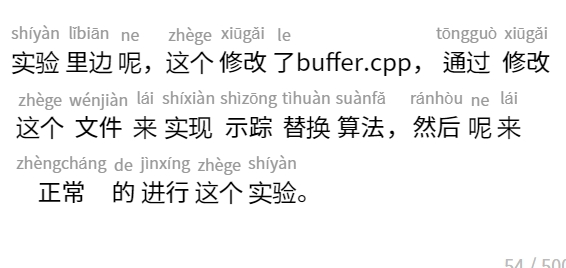 shíyàn lǐbiān ne zhège xiūgǎi le tōngguò xiūgǎi
实验 里边 呢，这个 修改 了buffer.cpp，通过 修改
zhège wénjiàn lái shíxiàn shìzōng tìhuàn suànfǎ ránhòu ne lái
这个 文件 来 实现 示踪 替换 算法，然后 呢 来
zhèngcháng de jìnxíng zhège shíyàn
正常 的 进行 这个 实验。
54 / 500